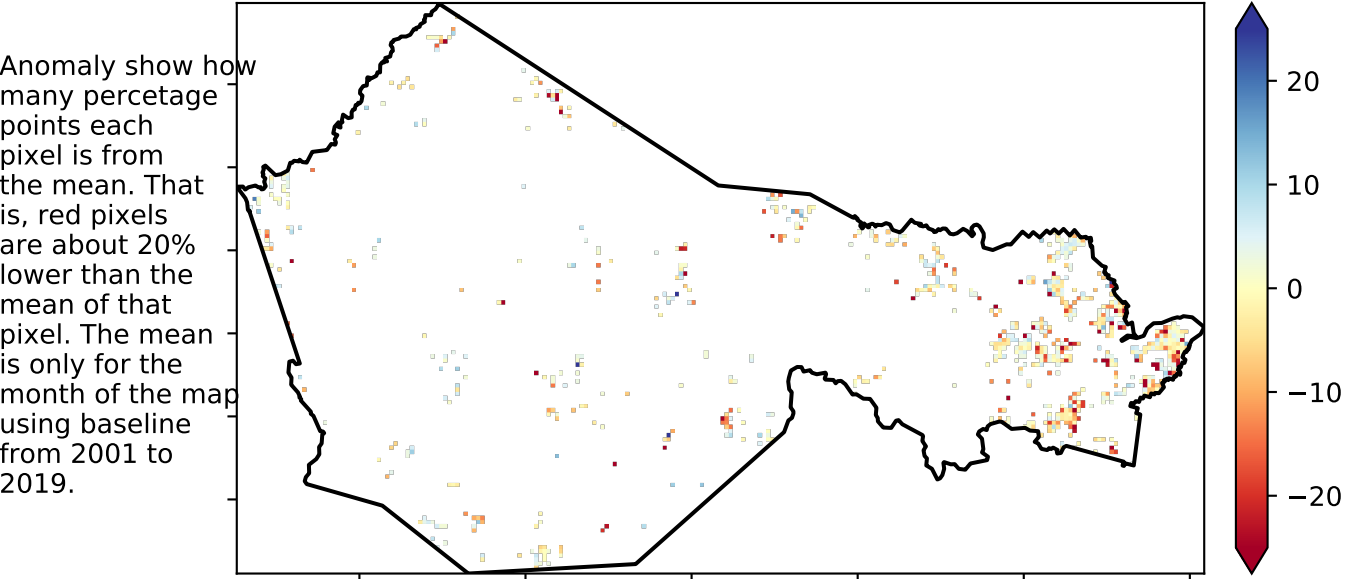 Anomaly show how
many percetage
points each
pixel is from
the mean. That
is, red pixels
are about 20%
lower than the
mean of that
pixel. The mean
is only for the
month of the map
using baseline
from 2001 to
2019.
20
10
0
−10
−20